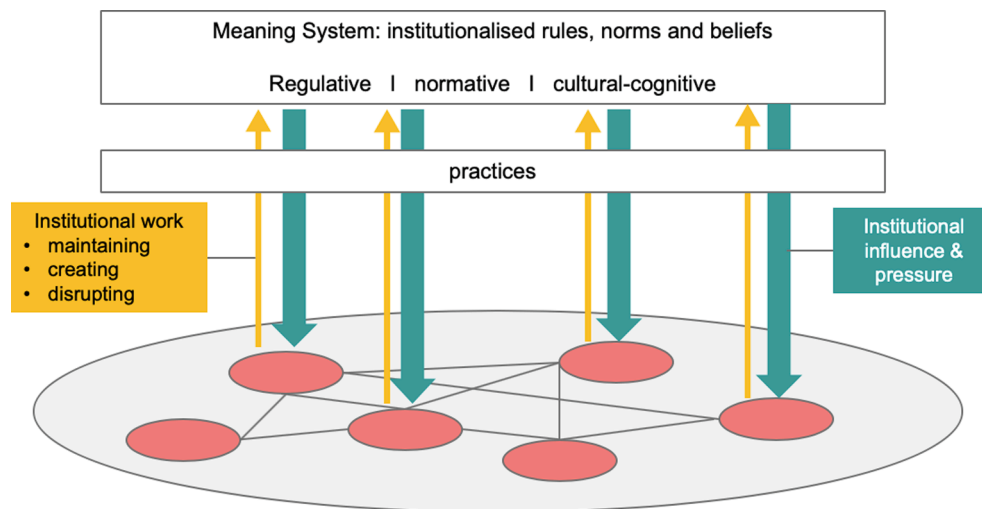 Meaning System: institutionalised rules, norms and beliefs
Regulative I normative I cultural-cognitive
practices
Institutional work
• maintaining
• creating
• disrupting
Institutional
influence &
pressure